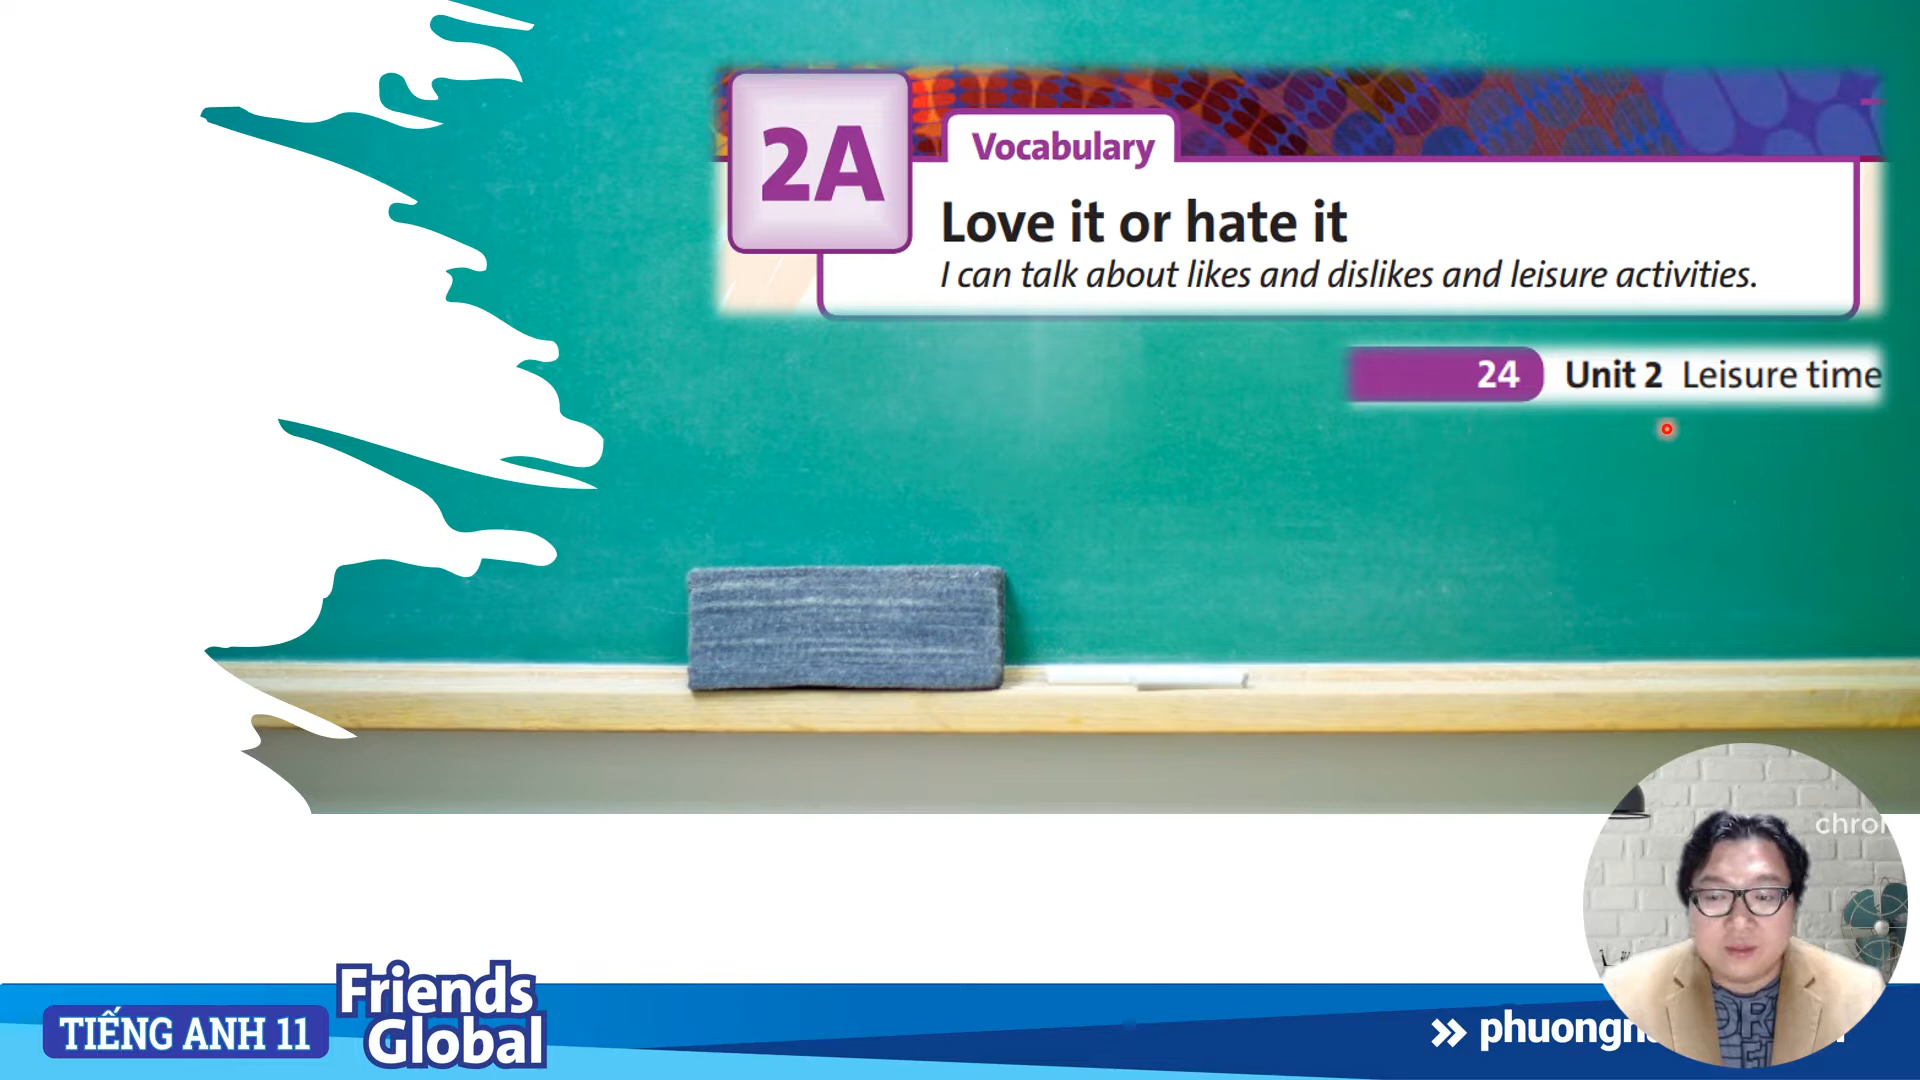 2A
Vocabulary
Love it or hate it
I can talk about likes and dislikes and leisure activities.
24 Unit 2 Leisure time
TIẾNG ANH 11
Friends
Global